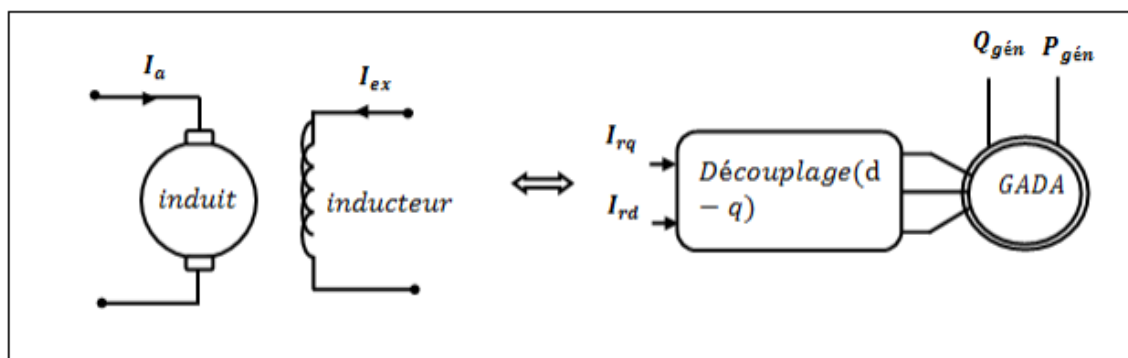 I_a
I_ex
induit
inducteur
I_rq
I_rd
Découplage(d
– q)
Q_gén P_gén
GADA